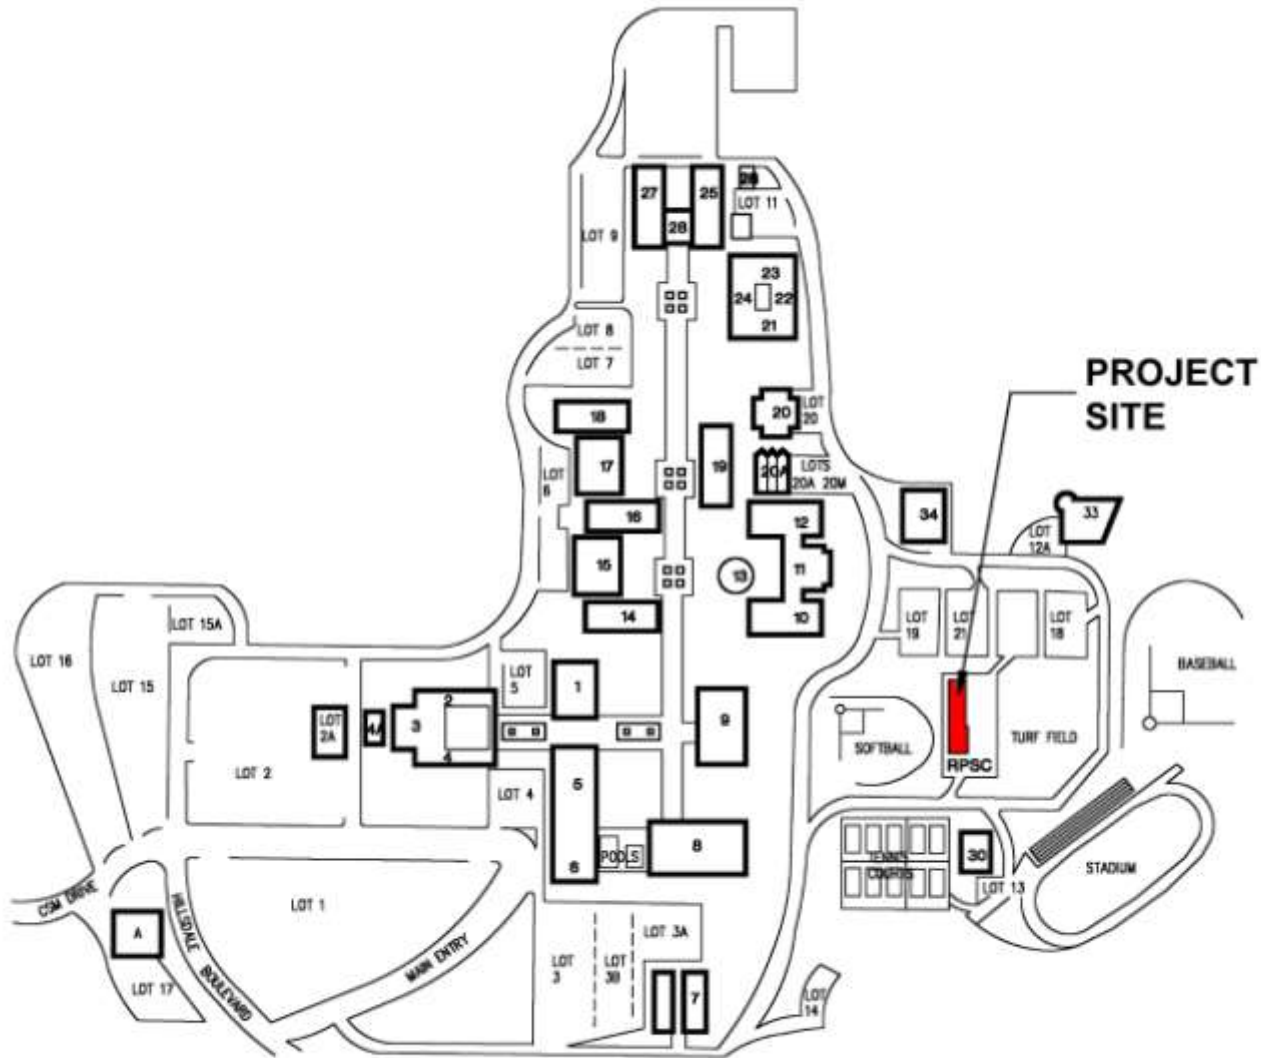 27
25
2B
LOT 11
28
LOT 9
23
24
22
21
LOT 8
LOT 7
PROJECT
SITE
18
20
LOT
20
17
19
20A
LOTS
20A 20M
LOT
6
16
12
34
33
LOT
12A
15
13
11
14
10
LOT 15A
LOT
19
LOT
21
LOT
18
LOT 16
LOT 15
LOT
5
1
BASEBALL
2
3
4
4A
LOT
2A
9
SOFTBALL
TURF FIELD
RPSC
LOT 2
LOT 4
5
6
POOLS
8
TENNIS
COURTS
30
LOT 13
STADIUM
CSM DRIVE
A
HILLSDALE
BOULEVARD
LOT 1
MAIN ENTRY
LOT 3A
LOT
3
LOT
3B
LOT 17
7
LOT
14